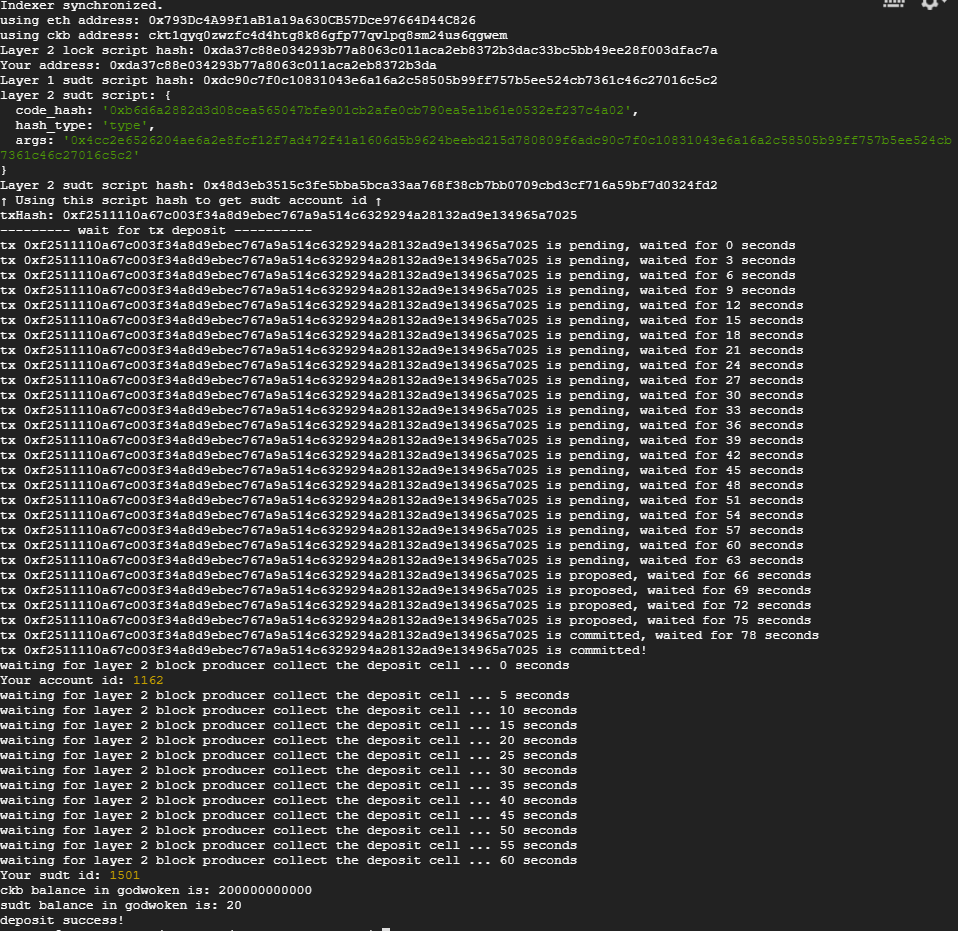 Indexer synchronized.
using eth address: 0x793Dc4A99f1aB1a19a630CB57Dce97664D44C826
using ckb address: ckt1qyq0zwzfc4d4htg8k86gfp77qvlpq8sm24us6qgwem
Layer 2 lock script hash: 0xda37c88e034293b77a8063c011aca2eb8372b3dac33bc5bb49ee28f003dfac7a
Your address: 0xda37c88e034293b77a8063c011aca2eb8372b3da
Layer 1 sudt script hash: 0xdc90c7f0c10831043e6a16a2c58505b99ff757b5ee524cb7361c46c27016c5c2
layer 2 sudt script: {
  code_hash: '0xb6d6a2882d3d08cea565047bfe901cb2afe0cb790ea5e1b61e0532ef237c4a02',
  hash_type: 'type',
  args: '0x4cc2e6526204ae6a2e8fcf12f7ad472f41a1606d5b9624beebd215d780809f6adc90c7f0c10831043e6a16a2c58505b99ff757b5ee524cb
7361c46c27016c5c2'
}
Layer 2 sudt script hash: 0x48d3eb3515c3fe5bba5bca33aa768f38cb7bb0709cbd3cf716a59bf7d0324fd2
↑ Using this script hash to get sudt account id ↑
txHash: 0xf2511110a67c003f34a8d9ebec767a9a514c6329294a28132ad9e134965a7025
--------- wait for tx deposit ----------
tx 0xf2511110a67c003f34a8d9ebec767a9a514c6329294a28132ad9e134965a7025 is pending, waited for 0 seconds
tx 0xf2511110a67c003f34a8d9ebec767a9a514c6329294a28132ad9e134965a7025 is pending, waited for 3 seconds
tx 0xf2511110a67c003f34a8d9ebec767a9a514c6329294a28132ad9e134965a7025 is pending, waited for 6 seconds
tx 0xf2511110a67c003f34a8d9ebec767a9a514c6329294a28132ad9e134965a7025 is pending, waited for 9 seconds
tx 0xf2511110a67c003f34a8d9ebec767a9a514c6329294a28132ad9e134965a7025 is pending, waited for 12 seconds
tx 0xf2511110a67c003f34a8d9ebec767a9a514c6329294a28132ad9e134965a7025 is pending, waited for 15 seconds
tx 0xf2511110a67c003f34a8d9ebec767a9a514c6329294a28132ad9e134965a7025 is pending, waited for 18 seconds
tx 0xf2511110a67c003f34a8d9ebec767a9a514c6329294a28132ad9e134965a7025 is pending, waited for 21 seconds
tx 0xf2511110a67c003f34a8d9ebec767a9a514c6329294a28132ad9e134965a7025 is pending, waited for 24 seconds
tx 0xf2511110a67c003f34a8d9ebec767a9a514c6329294a28132ad9e134965a7025 is pending, waited for 27 seconds
tx 0xf2511110a67c003f34a8d9ebec767a9a514c6329294a28132ad9e134965a7025 is pending, waited for 30 seconds
tx 0xf2511110a67c003f34a8d9ebec767a9a514c6329294a28132ad9e134965a7025 is pending, waited for 33 seconds
tx 0xf2511110a67c003f34a8d9ebec767a9a514c6329294a28132ad9e134965a7025 is pending, waited for 36 seconds
tx 0xf2511110a67c003f34a8d9ebec767a9a514c6329294a28132ad9e134965a7025 is pending, waited for 39 seconds
tx 0xf2511110a67c003f34a8d9ebec767a9a514c6329294a28132ad9e134965a7025 is pending, waited for 42 seconds
tx 0xf2511110a67c003f34a8d9ebec767a9a514c6329294a28132ad9e134965a7025 is pending, waited for 45 seconds
tx 0xf2511110a67c003f34a8d9ebec767a9a514c6329294a28132ad9e134965a7025 is pending, waited for 48 seconds
tx 0xf2511110a67c003f34a8d9ebec767a9a514c6329294a28132ad9e134965a7025 is pending, waited for 51 seconds
tx 0xf2511110a67c003f34a8d9ebec767a9a514c6329294a28132ad9e134965a7025 is pending, waited for 54 seconds
tx 0xf2511110a67c003f34a8d9ebec767a9a514c6329294a28132ad9e134965a7025 is pending, waited for 57 seconds
tx 0xf2511110a67c003f34a8d9ebec767a9a514c6329294a28132ad9e134965a7025 is pending, waited for 60 seconds
tx 0xf2511110a67c003f34a8d9ebec767a9a514c6329294a28132ad9e134965a7025 is pending, waited for 63 seconds
tx 0xf2511110a67c003f34a8d9ebec767a9a514c6329294a28132ad9e134965a7025 is proposed, waited for 66 seconds
tx 0xf2511110a67c003f34a8d9ebec767a9a514c6329294a28132ad9e134965a7025 is proposed, waited for 69 seconds
tx 0xf2511110a67c003f34a8d9ebec767a9a514c6329294a28132ad9e134965a7025 is proposed, waited for 72 seconds
tx 0xf2511110a67c003f34a8d9ebec767a9a514c6329294a28132ad9e134965a7025 is proposed, waited for 75 seconds
tx 0xf2511110a67c003f34a8d9ebec767a9a514c6329294a28132ad9e134965a7025 is committed, waited for 78 seconds
tx 0xf2511110a67c003f34a8d9ebec767a9a514c6329294a28132ad9e134965a7025 is committed!
waiting for layer 2 block producer collect the deposit cell ... 0 seconds
Your account id: 1162
waiting for layer 2 block producer collect the deposit cell ... 5 seconds
waiting for layer 2 block producer collect the deposit cell ... 10 seconds
waiting for layer 2 block producer collect the deposit cell ... 15 seconds
waiting for layer 2 block producer collect the deposit cell ... 20 seconds
waiting for layer 2 block producer collect the deposit cell ... 25 seconds
waiting for layer 2 block producer collect the deposit cell ... 30 seconds
waiting for layer 2 block producer collect the deposit cell ... 35 seconds
waiting for layer 2 block producer collect the deposit cell ... 40 seconds
waiting for layer 2 block producer collect the deposit cell ... 45 seconds
waiting for layer 2 block producer collect the deposit cell ... 50 seconds
waiting for layer 2 block producer collect the deposit cell ... 55 seconds
waiting for layer 2 block producer collect the deposit cell ... 60 seconds
Your sudt id: 1501
ckb balance in godwoken is: 200000000000
sudt balance in godwoken is: 20
deposit success!